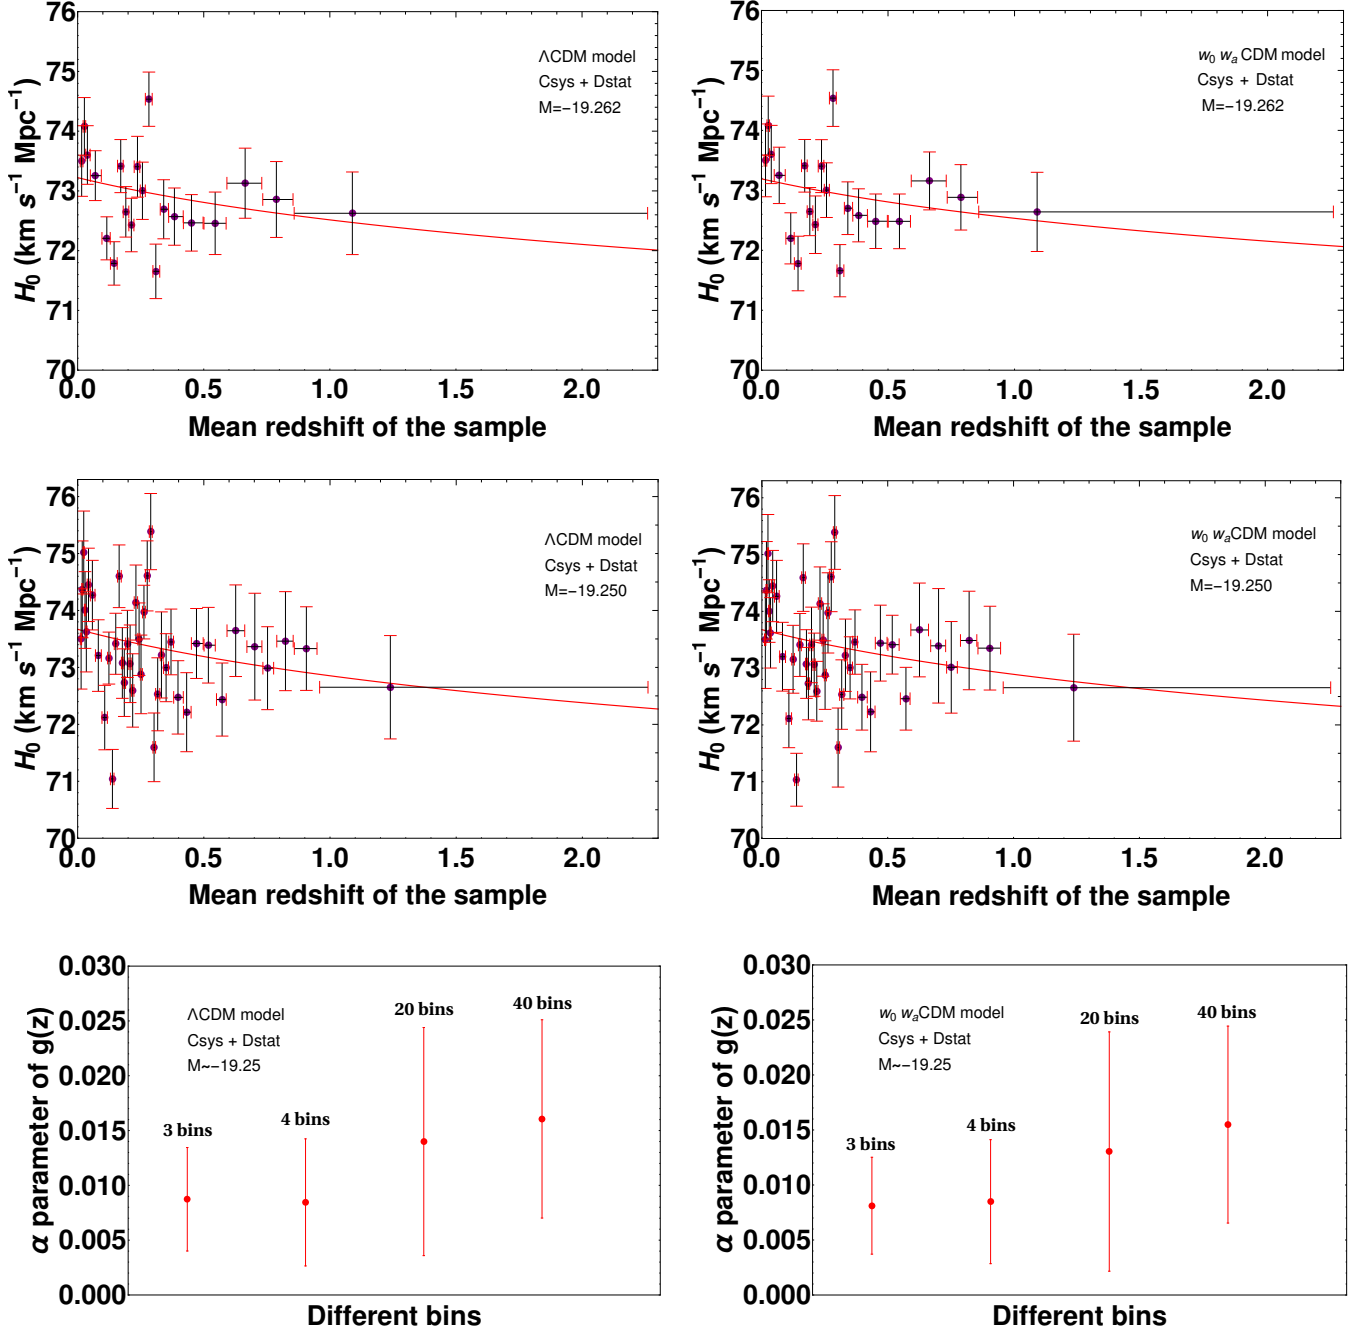 76
75
74
73
72
71
70
H₀ (km s⁻¹ Mpc⁻¹)
ΛCDM model
Csys + Dstat
M=−19.262
0.0 0.5 1.0 1.5 2.0
Mean redshift of the sample
76
75
74
73
72
71
70
H₀ (km s⁻¹ Mpc⁻¹)
w₀ wₐ CDM model
Csys + Dstat
M=−19.262
0.0 0.5 1.0 1.5 2.0
Mean redshift of the sample
76
75
74
73
72
71
70
H₀ (km s⁻¹ Mpc⁻¹)
ΛCDM model
Csys + Dstat
M=−19.250
0.0 0.5 1.0 1.5 2.0
Mean redshift of the sample
76
75
74
73
72
71
70
H₀ (km s⁻¹ Mpc⁻¹)
w₀ wₐCDM model
Csys + Dstat
M=−19.250
0.0 0.5 1.0 1.5 2.0
Mean redshift of the sample
0.030
0.025
0.020
0.015
0.010
0.005
0.000
α parameter of g(z)
ΛCDM model
Csys + Dstat
M~−19.25
3 bins
4 bins
20 bins
40 bins
Different bins
0.030
0.025
0.020
0.015
0.010
0.005
0.000
α parameter of g(z)
w₀ wₐCDM model
Csys + Dstat
M~−19.25
3 bins
4 bins
20 bins
40 bins
Different bins